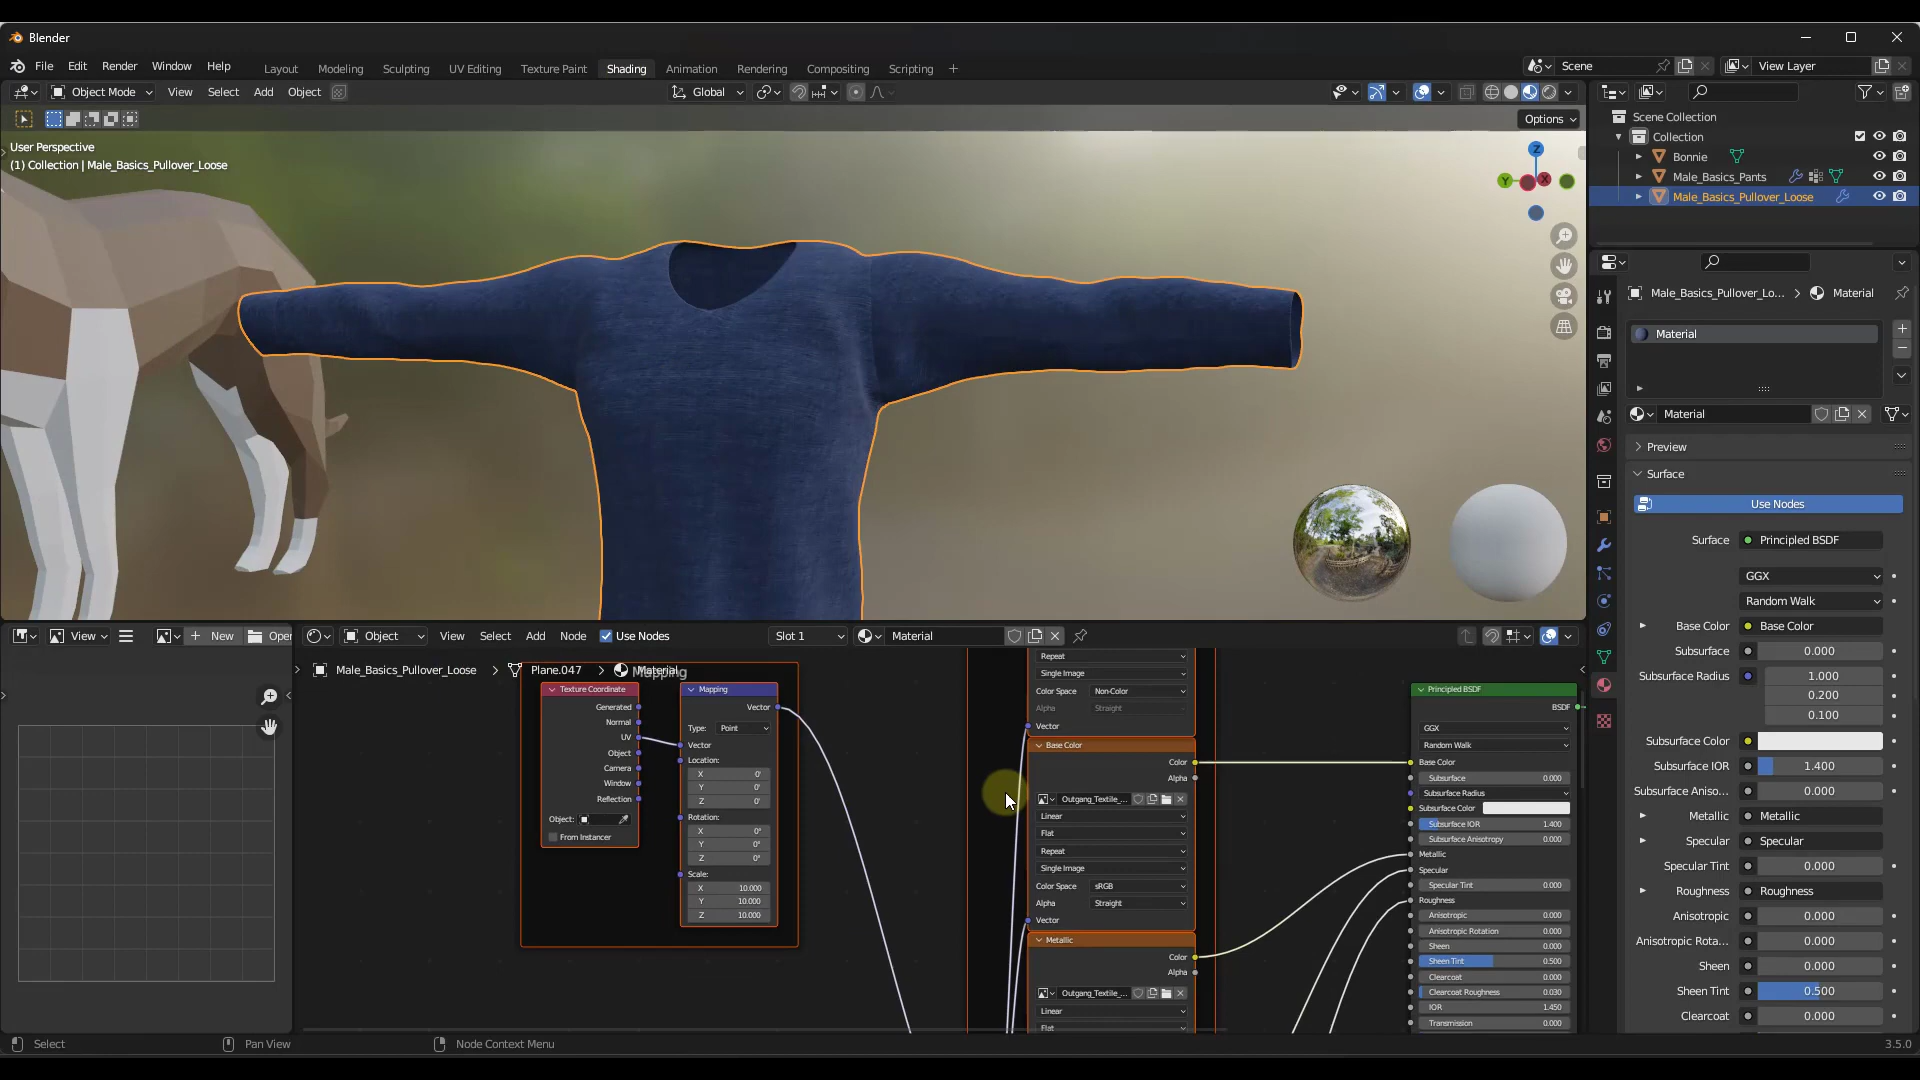 Blender
File Edit Render Window Help
Layout Modeling Sculpting UV Editing Texture Paint Shading Animation Rendering Compositing Scripting +
Scene
View Layer
Object Mode View Select Add Object
Global
Options
User Perspective
(1) Collection | Male_Basics_Pullover_Loose
Z
Y
X
Scene Collection
Collection
Bonnie
Male_Basics_Pants
Male_Basics_Pullover_Loose
Male_Basics_Pullover_Lo... > Material
Material
Material
Preview
Surface
Use Nodes
Surface Principled BSDF
GGX
Random Walk
Base Color Base Color
Subsurface 0.000
Subsurface Radius 1.000
0.200
0.100
Subsurface Color
Subsurface IOR 1.400
Subsurface Aniso... 0.000
Metallic Metallic
Specular Specular
Specular Tint 0.000
Roughness Roughness
Anisotropic 0.000
Anisotropic Rota... 0.000
Sheen 0.000
Sheen Tint 0.500
Clearcoat 0.000
View
New
Open
Object View Select Add Node Use Nodes
Slot 1
Material
Male_Basics_Pullover_Loose > Plane.047 > Material
Mapping
Texture Coordinate
Generated
Normal
UV
Object
Camera
Window
Reflection
Object:
From Instancer
Mapping
Vector
Type: Point
Vector
Location:
X 0'
Y 0'
Z 0'
Rotation:
X 0°
Y 0°
Z 0°
Scale:
X 10.000
Y 10.000
Z 10.000
Repeat
Single Image
Color Space Non-Color
Alpha Straight
Vector
Base Color
Color
Alpha
Outgang_Textile_...
Linear
Flat
Repeat
Single Image
Color Space sRGB
Alpha Straight
Vector
Metallic
Color
Alpha
Outgang_Textile_...
Linear
Flat
Principled BSDF
BSDF
GGX
Random Walk
Base Color
Subsurface 0.000
Subsurface Radius
Subsurface Color
Subsurface IOR 1.400
Subsurface Anisotropy 0.000
Metallic
Specular
Specular Tint 0.000
Roughness
Anisotropic 0.000
Anisotropic Rotation 0.000
Sheen 0.000
Sheen Tint 0.500
Clearcoat 0.000
Clearcoat Roughness 0.030
IOR 1.450
Transmission 0.000
Select Pan View Node Context Menu
3.5.0